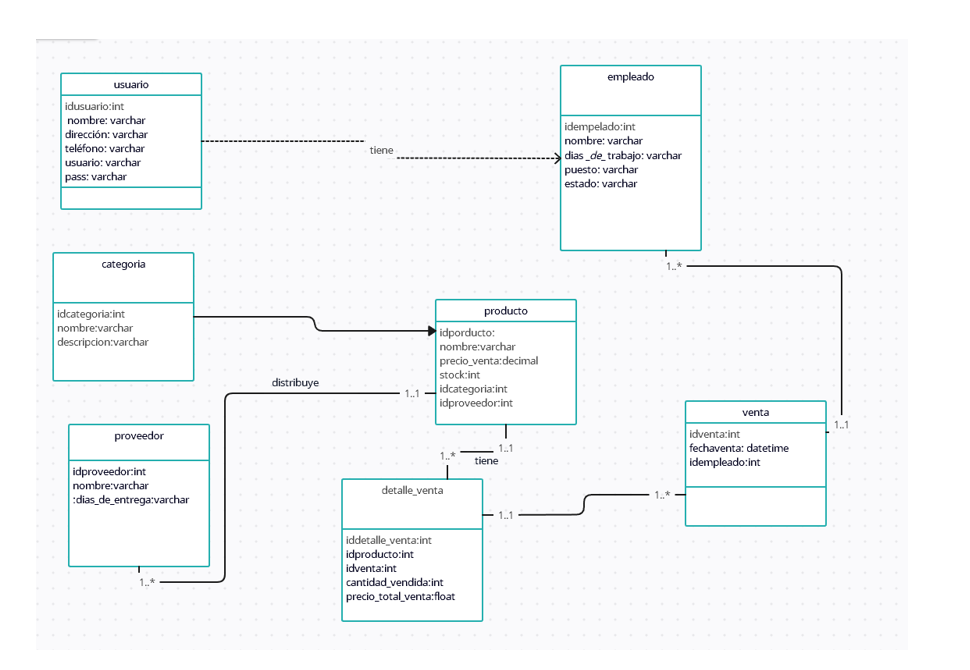 usuario
idusuario:int
nombre: varchar
dirección: varchar
teléfono: varchar
usuario: varchar
pass: varchar
tiene
empleado
idempelado:int
nombre: varchar
dias _de_ trabajo: varchar
puesto: varchar
estado: varchar
1..*
categoria
idcategoria:int
nombre:varchar
descripcion:varchar
producto
idporducto:
nombre:varchar
precio_venta:decimal
stock:int
idcategoria:int
idproveedor:int
distribuye
1..1
proveedor
idproveedor:int
nombre:varchar
:dias_de_entrega:varchar
1..*
venta
idventa:int
fechaventa: datetime
idempleado:int
1..1
1..1
1..*
tiene
detalle_venta
iddetalle_venta:int
idproducto:int
idventa:int
cantidad_vendida:int
precio_total_venta:float
1..1
1..*